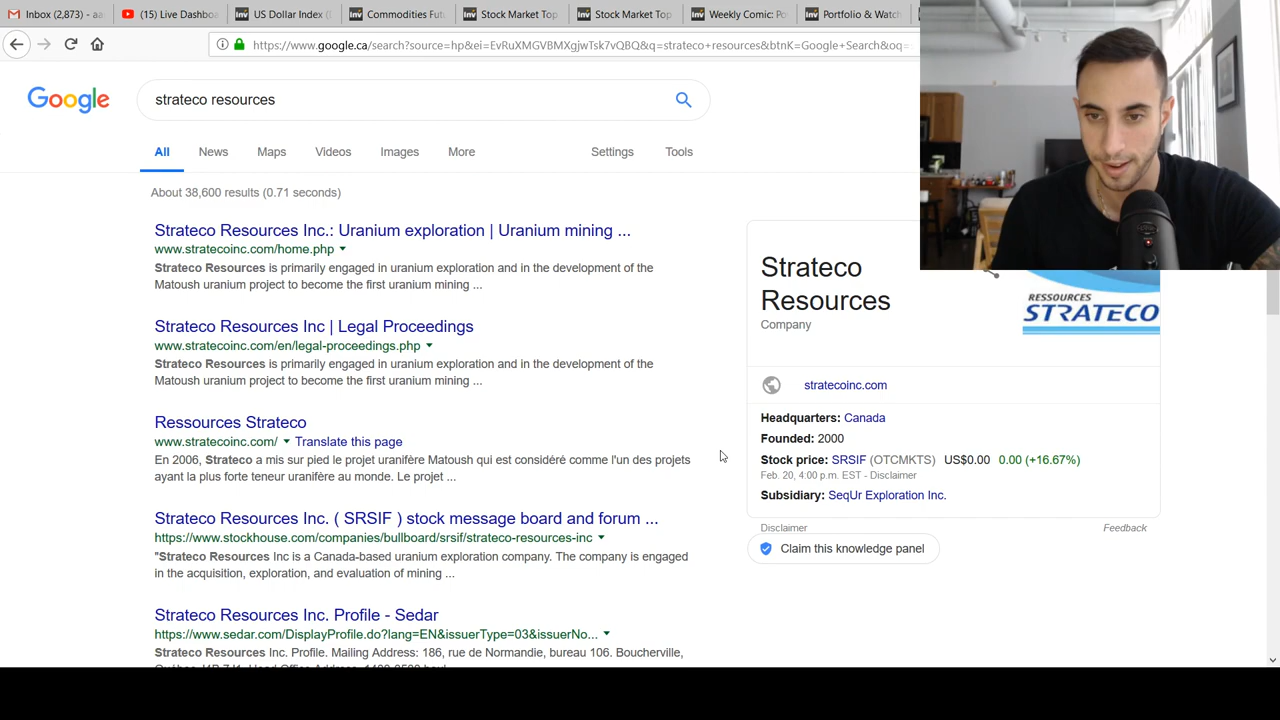 Inbox (2,873) - aa
(15) Live Dashboa
US Dollar Index (
Commodities Fut
Stock Market Top
Stock Market Top
Weekly Comic: Po
Portfolio & Watch
https://www.google.ca/search?source=hp&ei=EvRuXMGVBMXgjwTsk7vQBQ&q=strateco+resources&btnK=Google+Search&oq=s
Google
strateco resources
All
News
Maps
Videos
Images
More
Settings
Tools
About 38,600 results (0.71 seconds)
Strateco Resources Inc.: Uranium exploration | Uranium mining ...
www.stratecoinc.com/home.php
Strateco Resources is primarily engaged in uranium exploration and in the development of the
Matoush uranium project to become the first uranium mining ...
Strateco Resources Inc | Legal Proceedings
www.stratecoinc.com/en/legal-proceedings.php
Strateco Resources is primarily engaged in uranium exploration and in the development of the
Matoush uranium project to become the first uranium mining ...
Ressources Strateco
www.stratecoinc.com/ Translate this page
En 2006, Strateco a mis sur pied le projet uranifère Matoush qui est considéré comme l'un des projets
ayant la plus forte teneur uranifère au monde. Le projet ...
Strateco Resources Inc. ( SRSIF ) stock message board and forum ...
https://www.stockhouse.com/companies/bullboard/srsif/strateco-resources-inc
"Strateco Resources Inc is a Canada-based uranium exploration company. The company is engaged
in the acquisition, exploration, and evaluation of mining ...
Strateco Resources Inc. Profile - Sedar
https://www.sedar.com/DisplayProfile.do?lang=EN&issuerType=03&issuerNo...
Strateco Resources Inc. Profile. Mailing Address: 186, rue de Normandie, bureau 106. Boucherville,
Strateco
Resources
Company
RESSOURCES
STRATECO
stratecoinc.com
Headquarters: Canada
Founded: 2000
Stock price: SRSIF (OTCMKTS) US$0.00 0.00 (+16.67%)
Feb. 20, 4:00 p.m. EST - Disclaimer
Subsidiary: SeqUr Exploration Inc.
Disclaimer
Feedback
Claim this knowledge panel